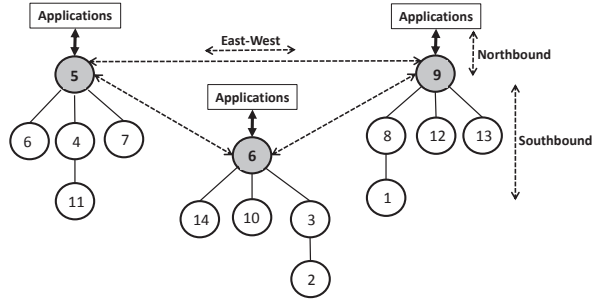 Applications
Applications
East-West
Northbound
5
9
Applications
6
4
7
8
12
13
Southbound
6
11
1
14
10
3
2